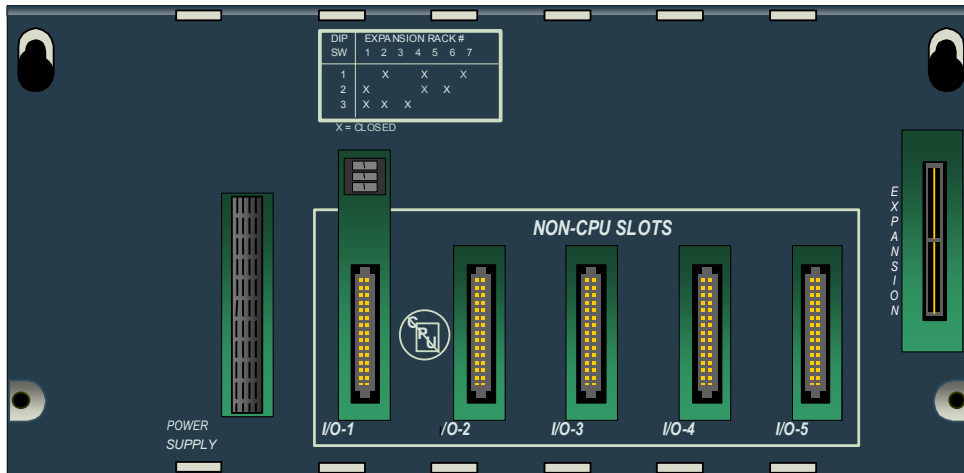 DIP EXPANSION RACK #
SW 1 2 3 4 5 6 7
1 X X X
2 X X X
3 X X X
X = CLOSED
NON-CPU SLOTS
EXPANSION
CPU
I/O-1
/O-2
I/O-3
I/O-4
I/O-5
POWER
SUPPLY